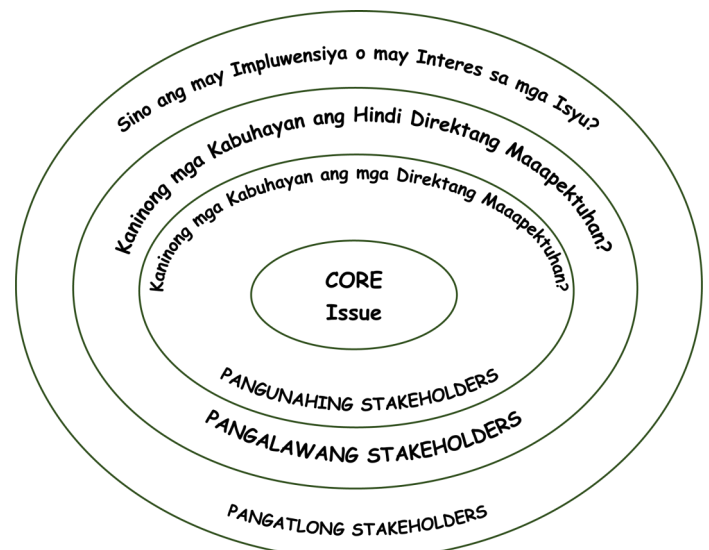 Sino ang may Impluwensiya o may Interes sa mga Isyu?
Kaninong mga Kabuhayan ang Hindi Direktang Maaapektuhan?
Kaninong mga Kabuhayan ang mga Direktang Maaapektuhan?
CORE
Issue
PANGUNAHING STAKEHOLDERS
PANGALAWANG STAKEHOLDERS
PANGATLONG STAKEHOLDERS